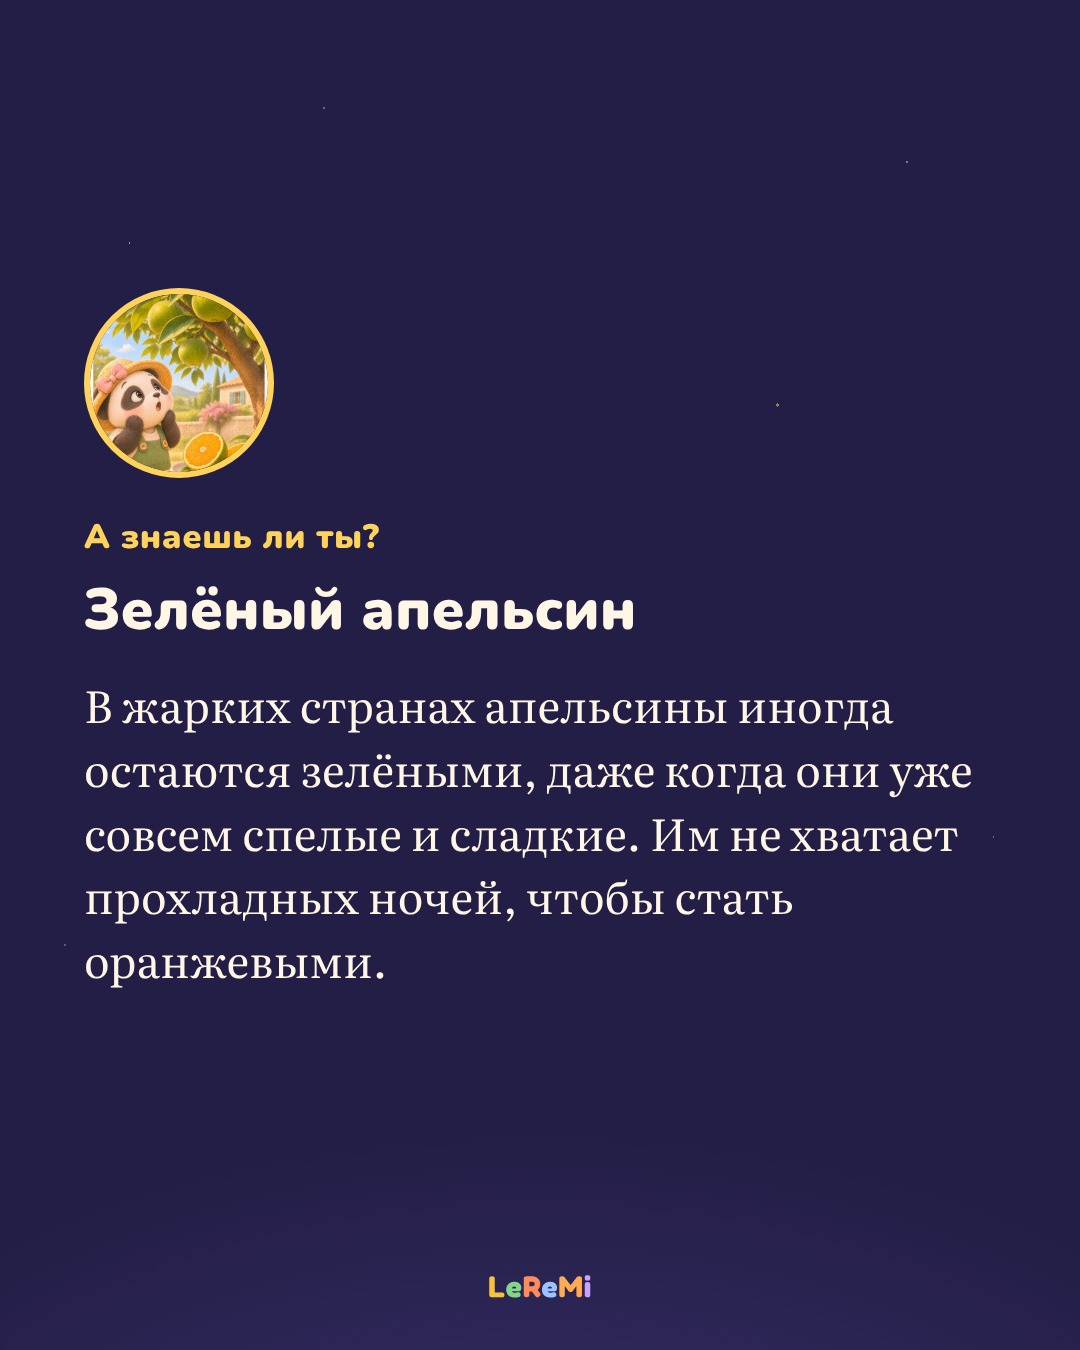 А знаешь ли ты?
Зелёный апельсин
В жарких странах апельсины иногда
остаются зелёными, даже когда они уже
совсем спелые и сладкие. Им не хватает
прохладных ночей, чтобы стать
оранжевыми.
LeReMi